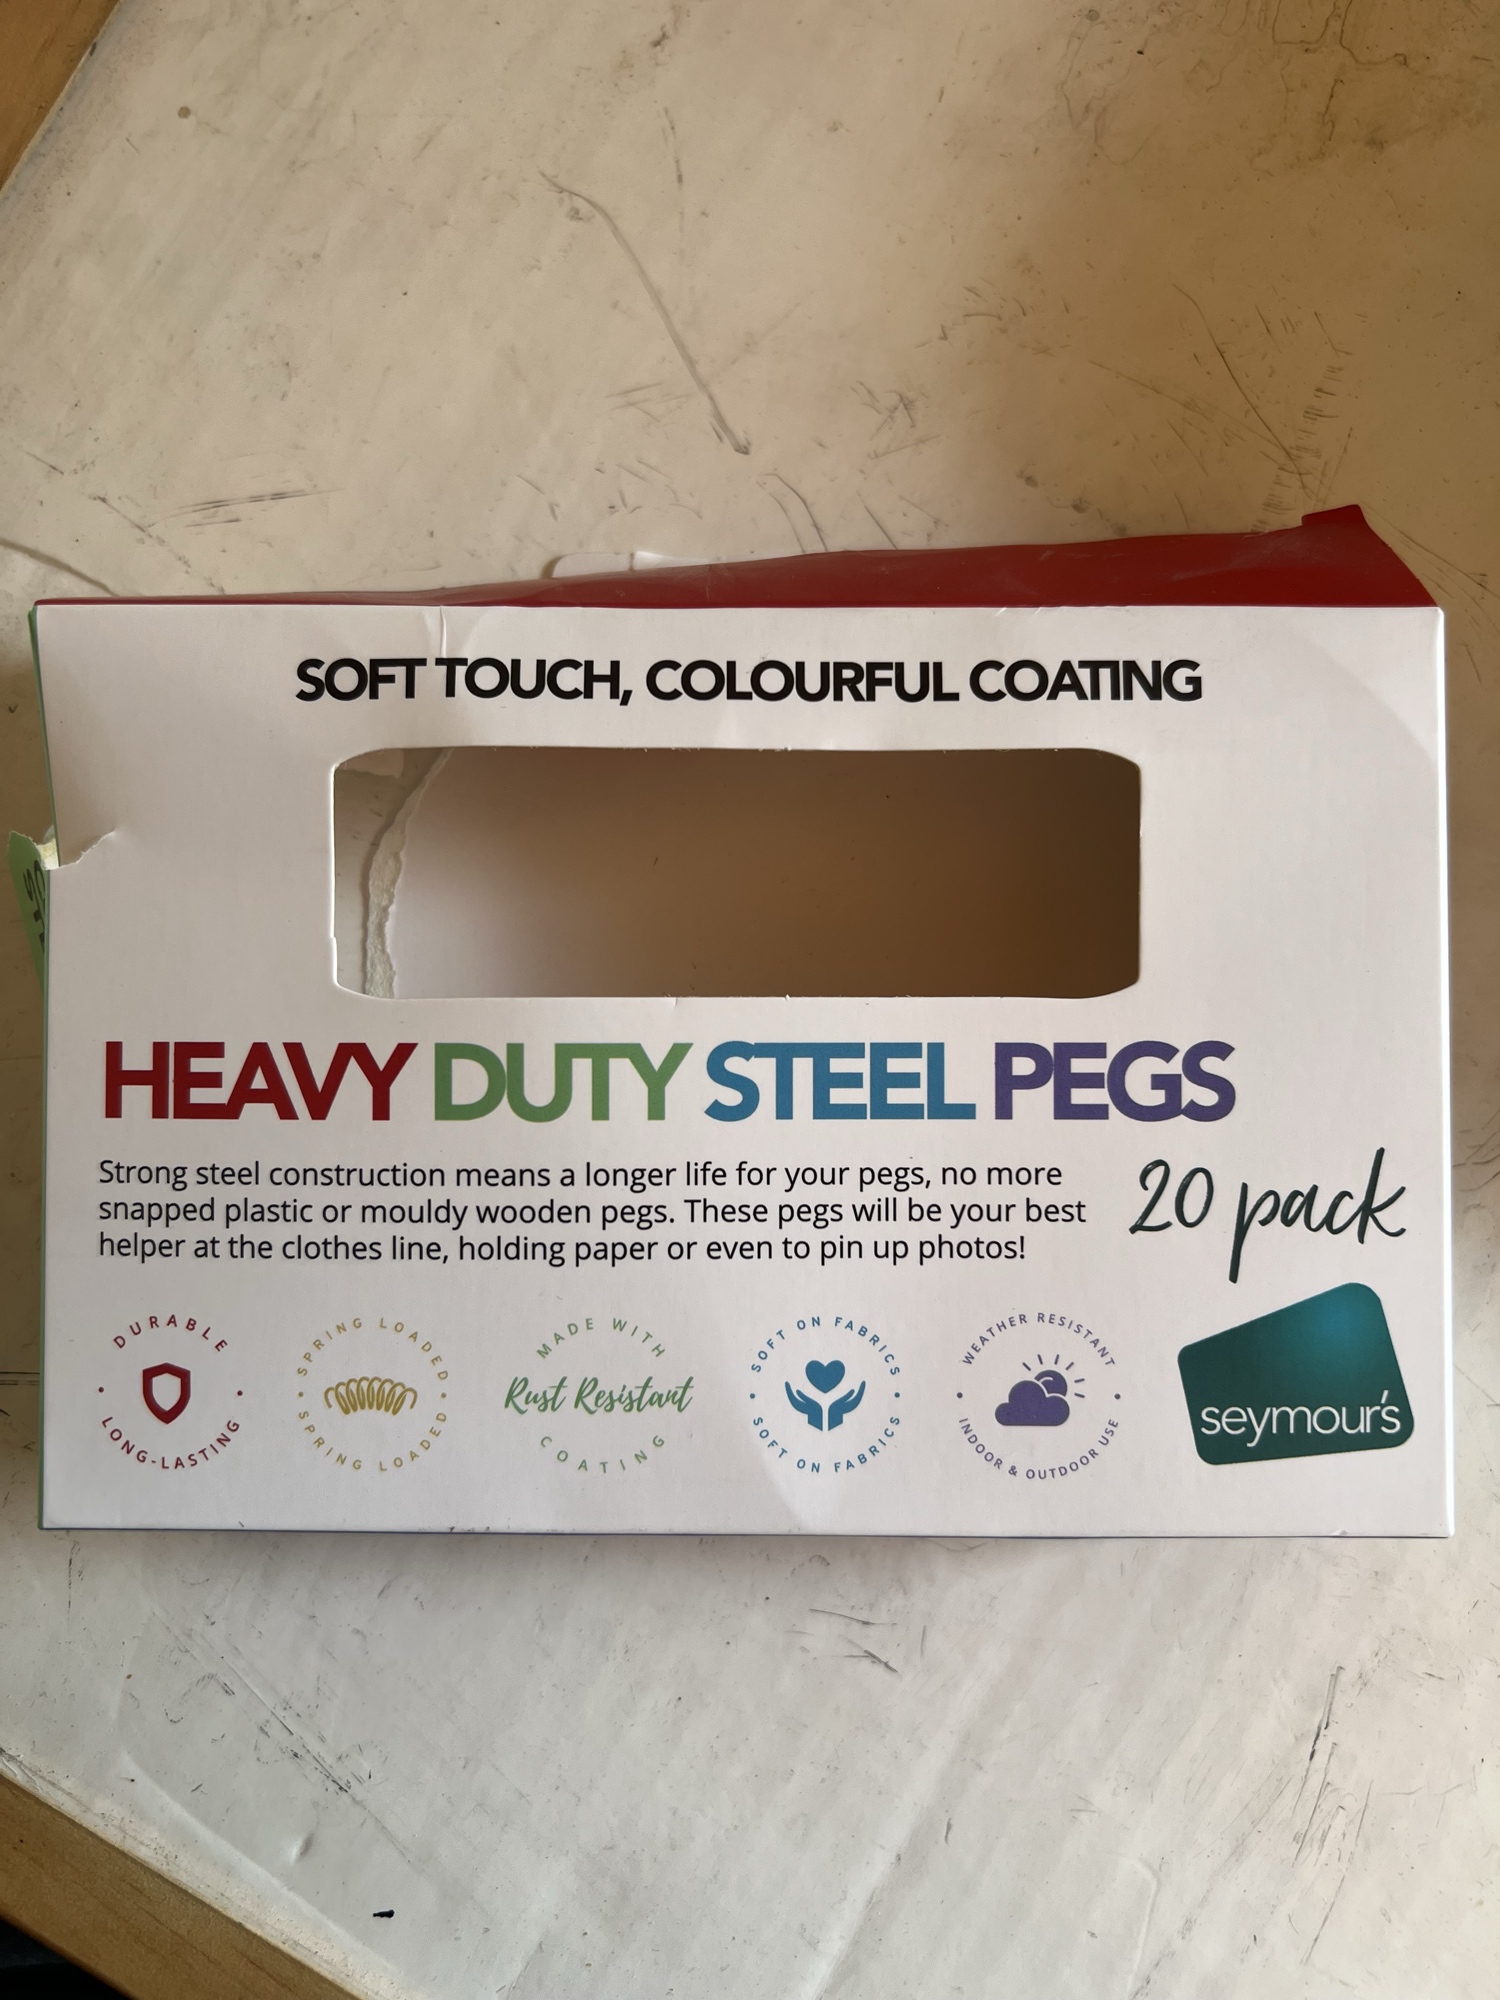 SOFT TOUCH, COLOURFUL COATING
HEAVY DUTY STEEL PEGS
Strong steel construction means a longer life for your pegs, no more
snapped plastic or mouldy wooden pegs. These pegs will be your best
helper at the clothes line, holding paper or even to pin up photos!
20 pack
DURABLE
LONG-LASTING
SPRING LOADED
SPRING LOADED
MADE WITH
Rust Resistant
COATING
SOFT ON FABRICS
SOFT ON FABRICS
WEATHER RESISTANT
INDOOR & OUTDOOR USE
seymour's